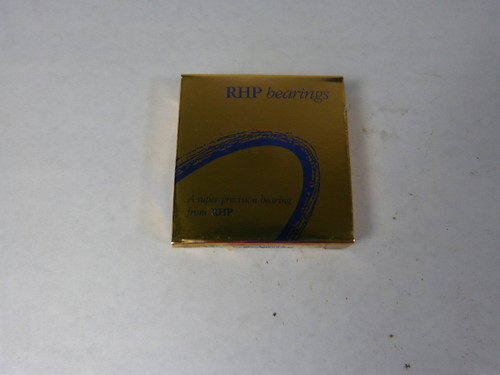 RHP bearings
A super precision bearing
from RHP